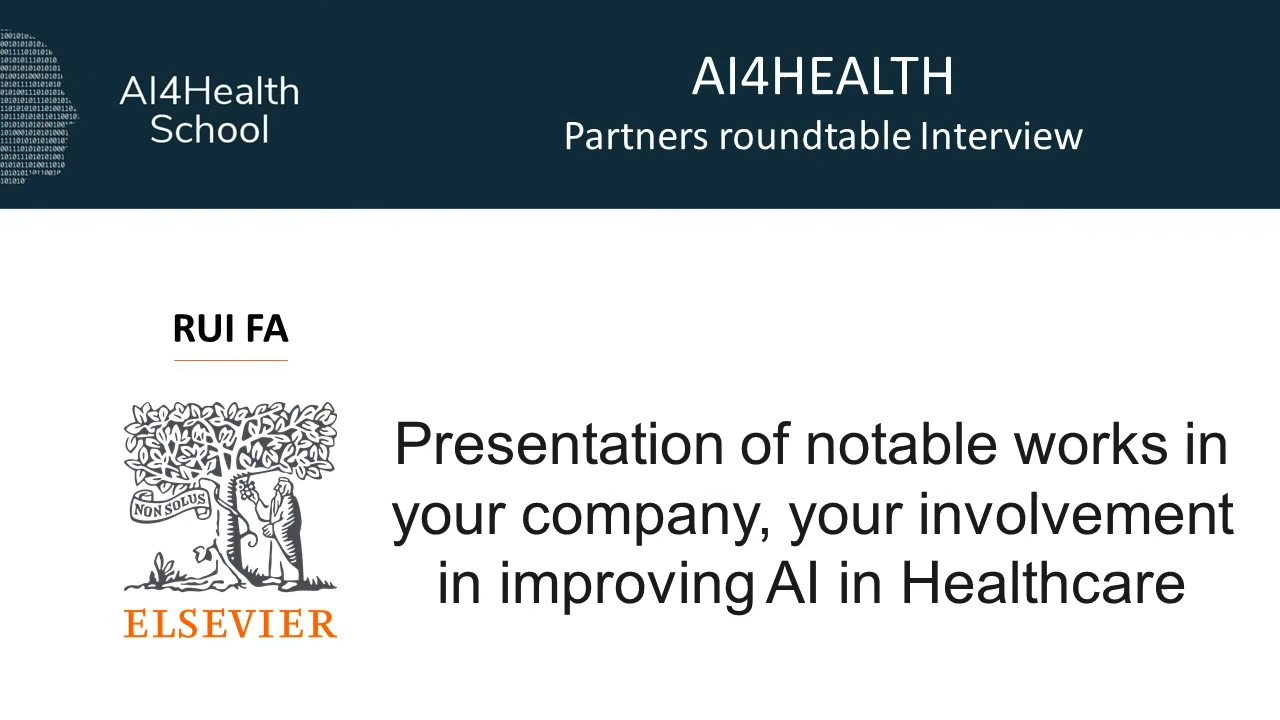 AI4Health
School
AI4HEALTH
Partners roundtable Interview
RUI FA
NON SOLUS
ELSEVIER
Presentation of notable works in
your company, your involvement
in improving AI in Healthcare